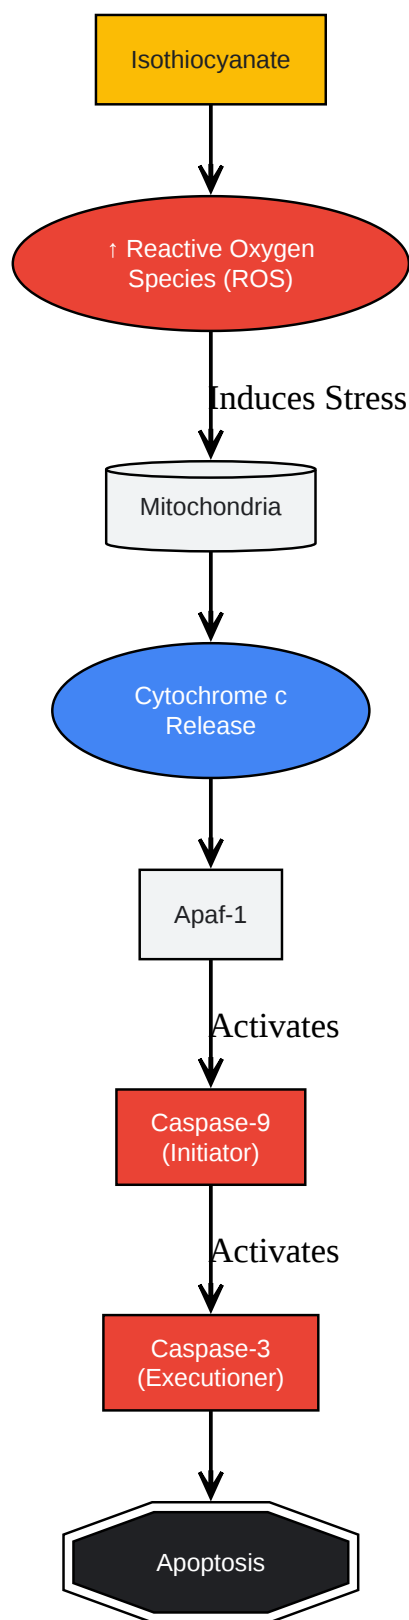 Isothiocyanate
↑ Reactive Oxygen
Species (ROS)
Induces Stress
Mitochondria
Cytochrome c
Release
Apaf-1
Activates
Caspase-9
(Initiator)
Activates
Caspase-3
(Executioner)
Apoptosis